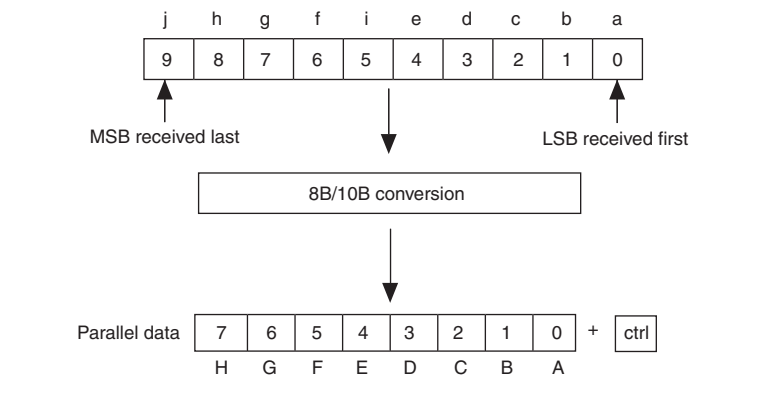 j h g f i e d c b a
9 8 7 6 5 4 3 2 1 0
MSB received last
LSB received first
8B/10B conversion
Parallel data 7 6 5 4 3 2 1 0 + ctrl
H G F E D C B A